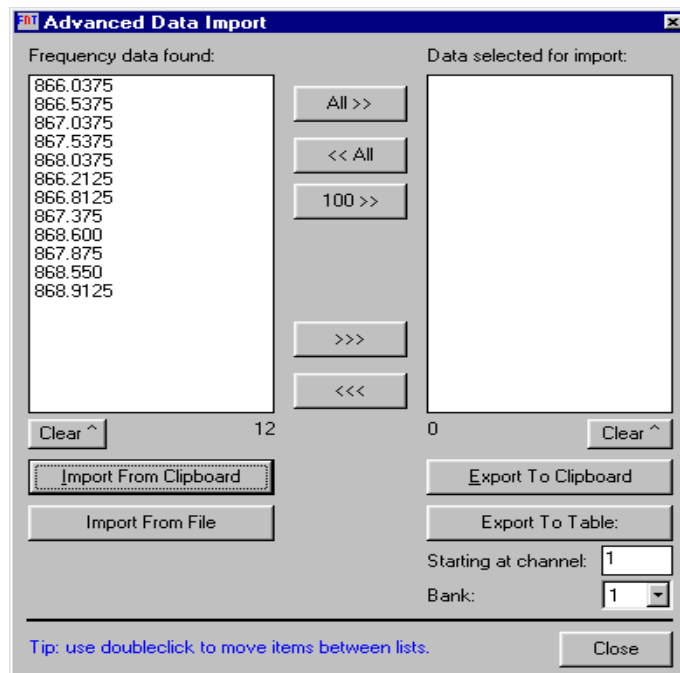 FNT Advanced Data Import
Frequency data found:
Data selected for import:
866.0375
866.5375
867.0375
867.5375
868.0375
866.2125
866.8125
867.375
868.600
867.875
868.550
868.9125
All >>
<< All
100 >>
>>>
<<<
Clear ^
12
0
Clear ^
Import From Clipboard
Export To Clipboard
Import From File
Export To Table:
Starting at channel: 1
Bank: 1
Tip: use doubleclick to move items between lists.
Close